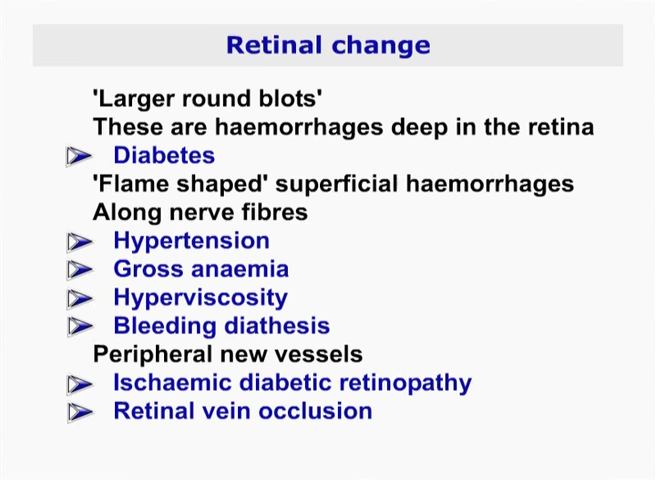 Retinal change
'Larger round blots'
These are haemorrhages deep in the retina
Diabetes
'Flame shaped' superficial haemorrhages
Along nerve fibres
Hypertension
Gross anaemia
Hyperviscosity
Bleeding diathesis
Peripheral new vessels
Ischaemic diabetic retinopathy
Retinal vein occlusion